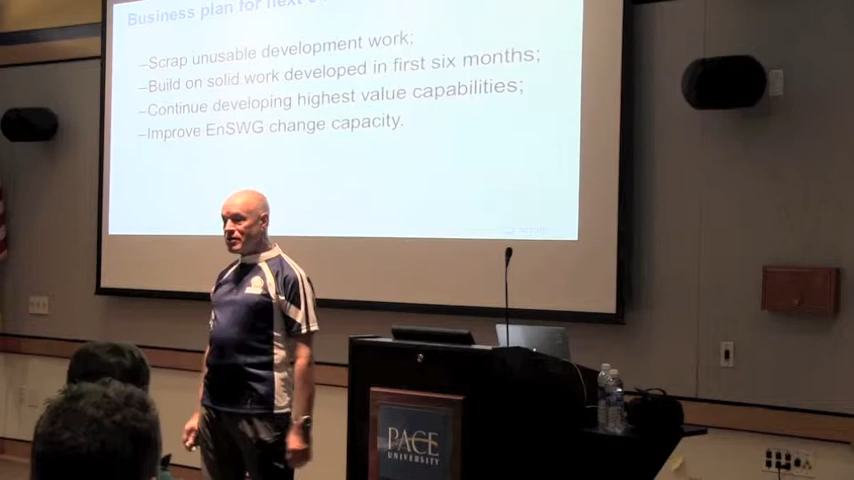 Business plan for next
–Scrap unusable development work;
–Build on solid work developed in first six months;
–Continue developing highest value capabilities;
–Improve EnSWG change capacity.
PACE
UNIVERSITY